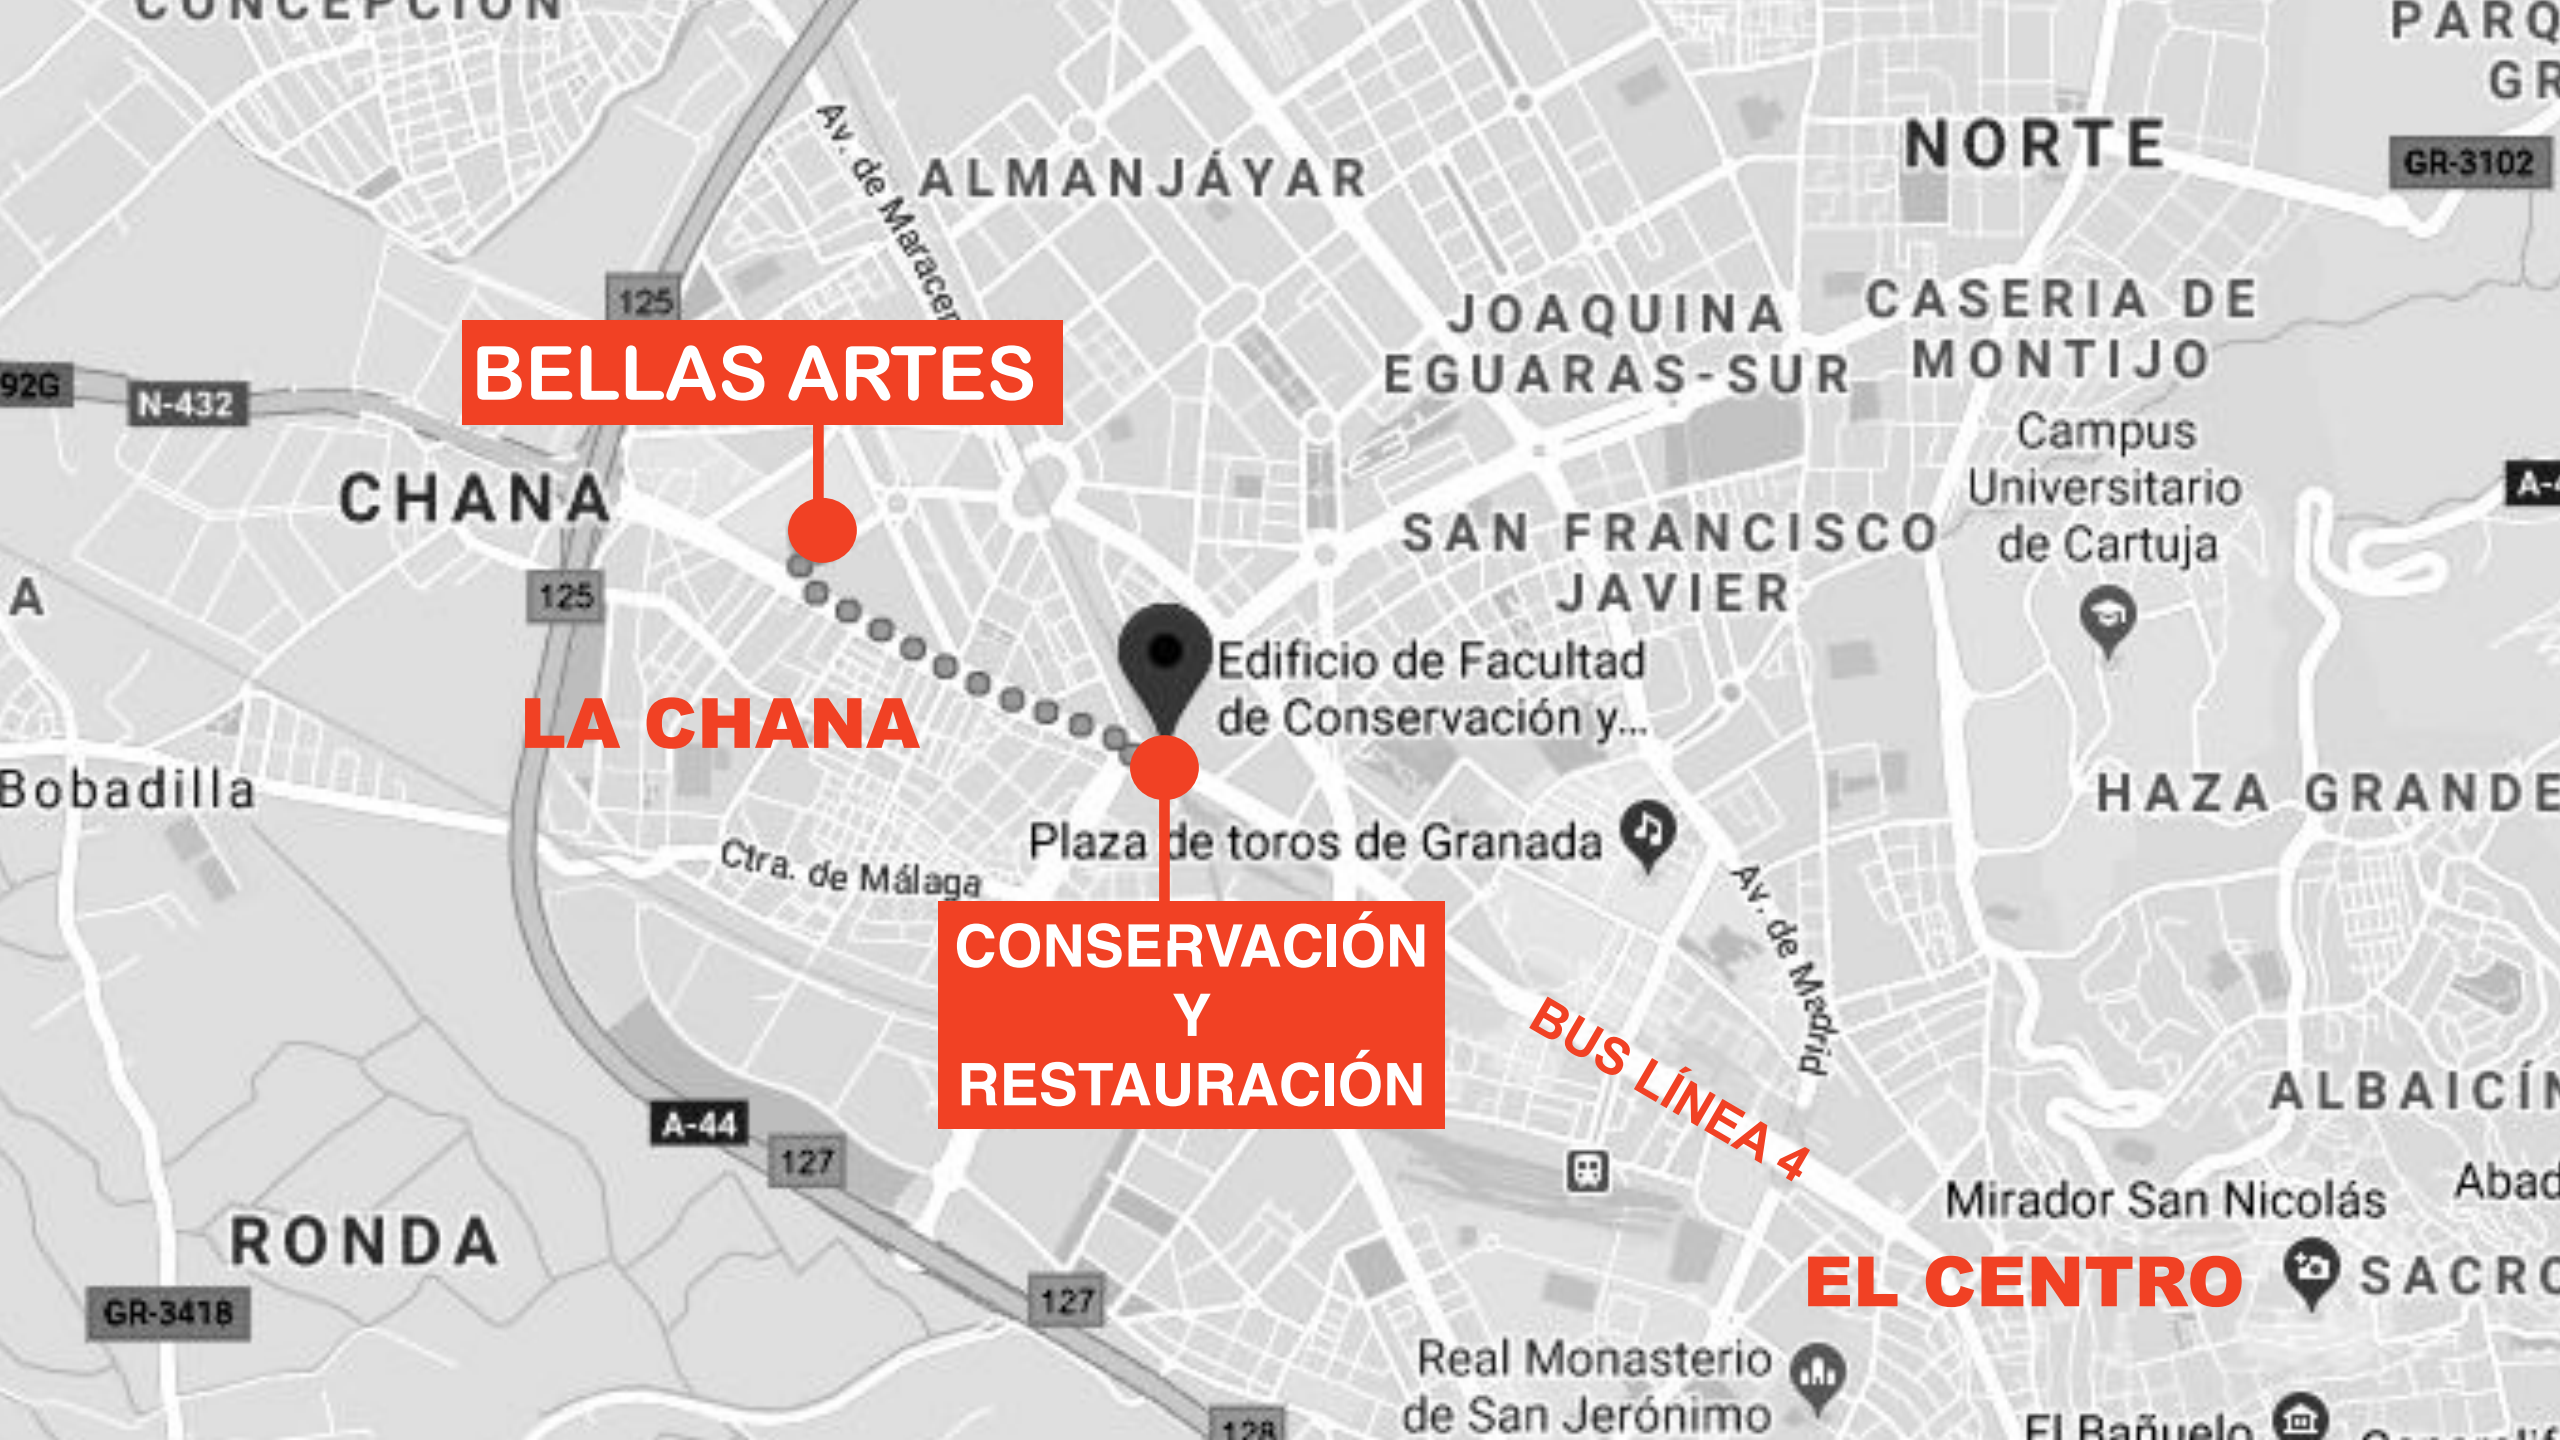 CONCEPCIÓN
PARQ
GR
NORTE
GR-3102
Av. de Maracen
ALMANJÁYAR
125
JOAQUINA
EGUARAS-SUR
CASERIA DE
MONTIJO
BELLAS ARTES
92G
N-432
Campus
Universitario
de Cartuja
CHANA
A-4
SAN FRANCISCO
JAVIER
125
A
Edificio de Facultad
de Conservación y...
LA CHANA
Bobadilla
HAZA GRANDE
Plaza de toros de Granada
Ctra. de Málaga
Av. de Madrid
CONSERVACIÓN
Y
RESTAURACIÓN
BUS LÍNEA 4
ALBAICÍN
A-44
127
Mirador San Nicolás
Abad
RONDA
EL CENTRO
SACRO
GR-3418
127
Real Monasterio
de San Jerónimo
128
El Bañuelo